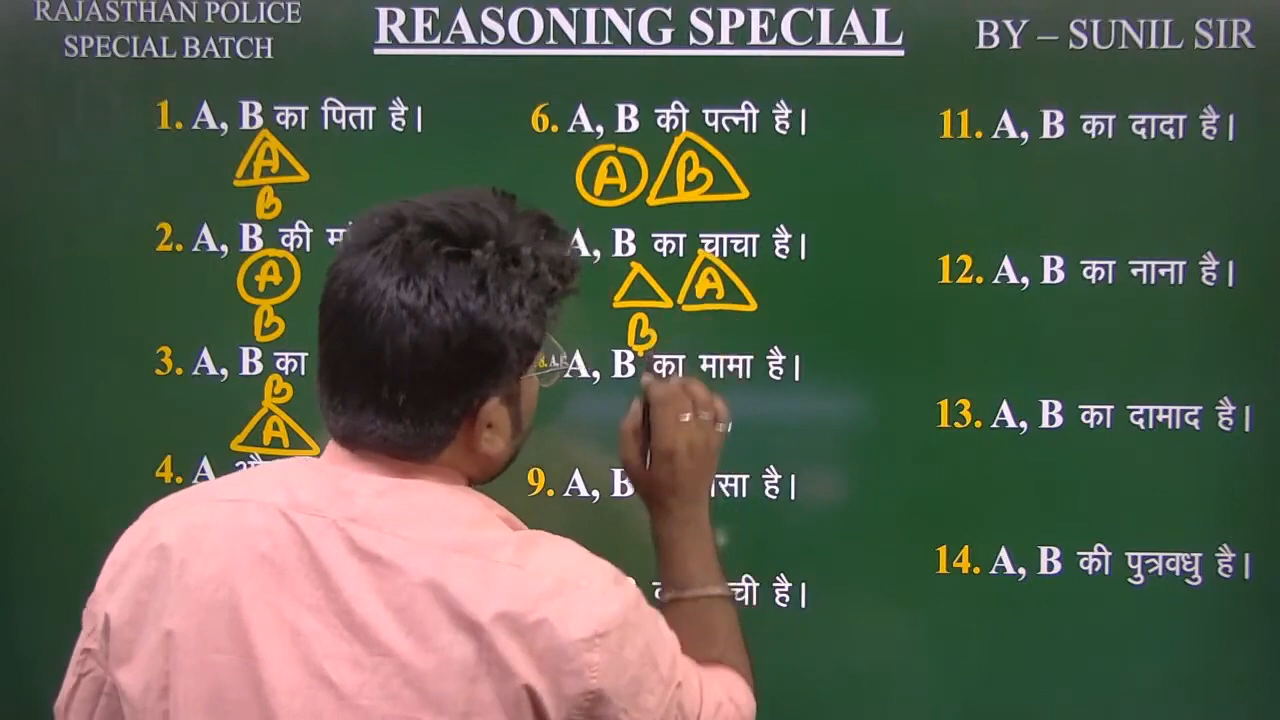 RAJASTHAN POLICE
SPECIAL BATCH
REASONING SPECIAL
BY – SUNIL SIR
1. A, B का पिता है।
A
B
2. A, B की
A
B
3. A, B का
B
A
4. A
6. A, B की पत्नी है।
A B
A, B का चाचा है।
A
B
A, B का मामा है।
9. A, B है।
है।
11. A, B का दादा है।
12. A, B का नाना है।
13. A, B का दामाद है।
14. A, B की पुत्रवधु है।